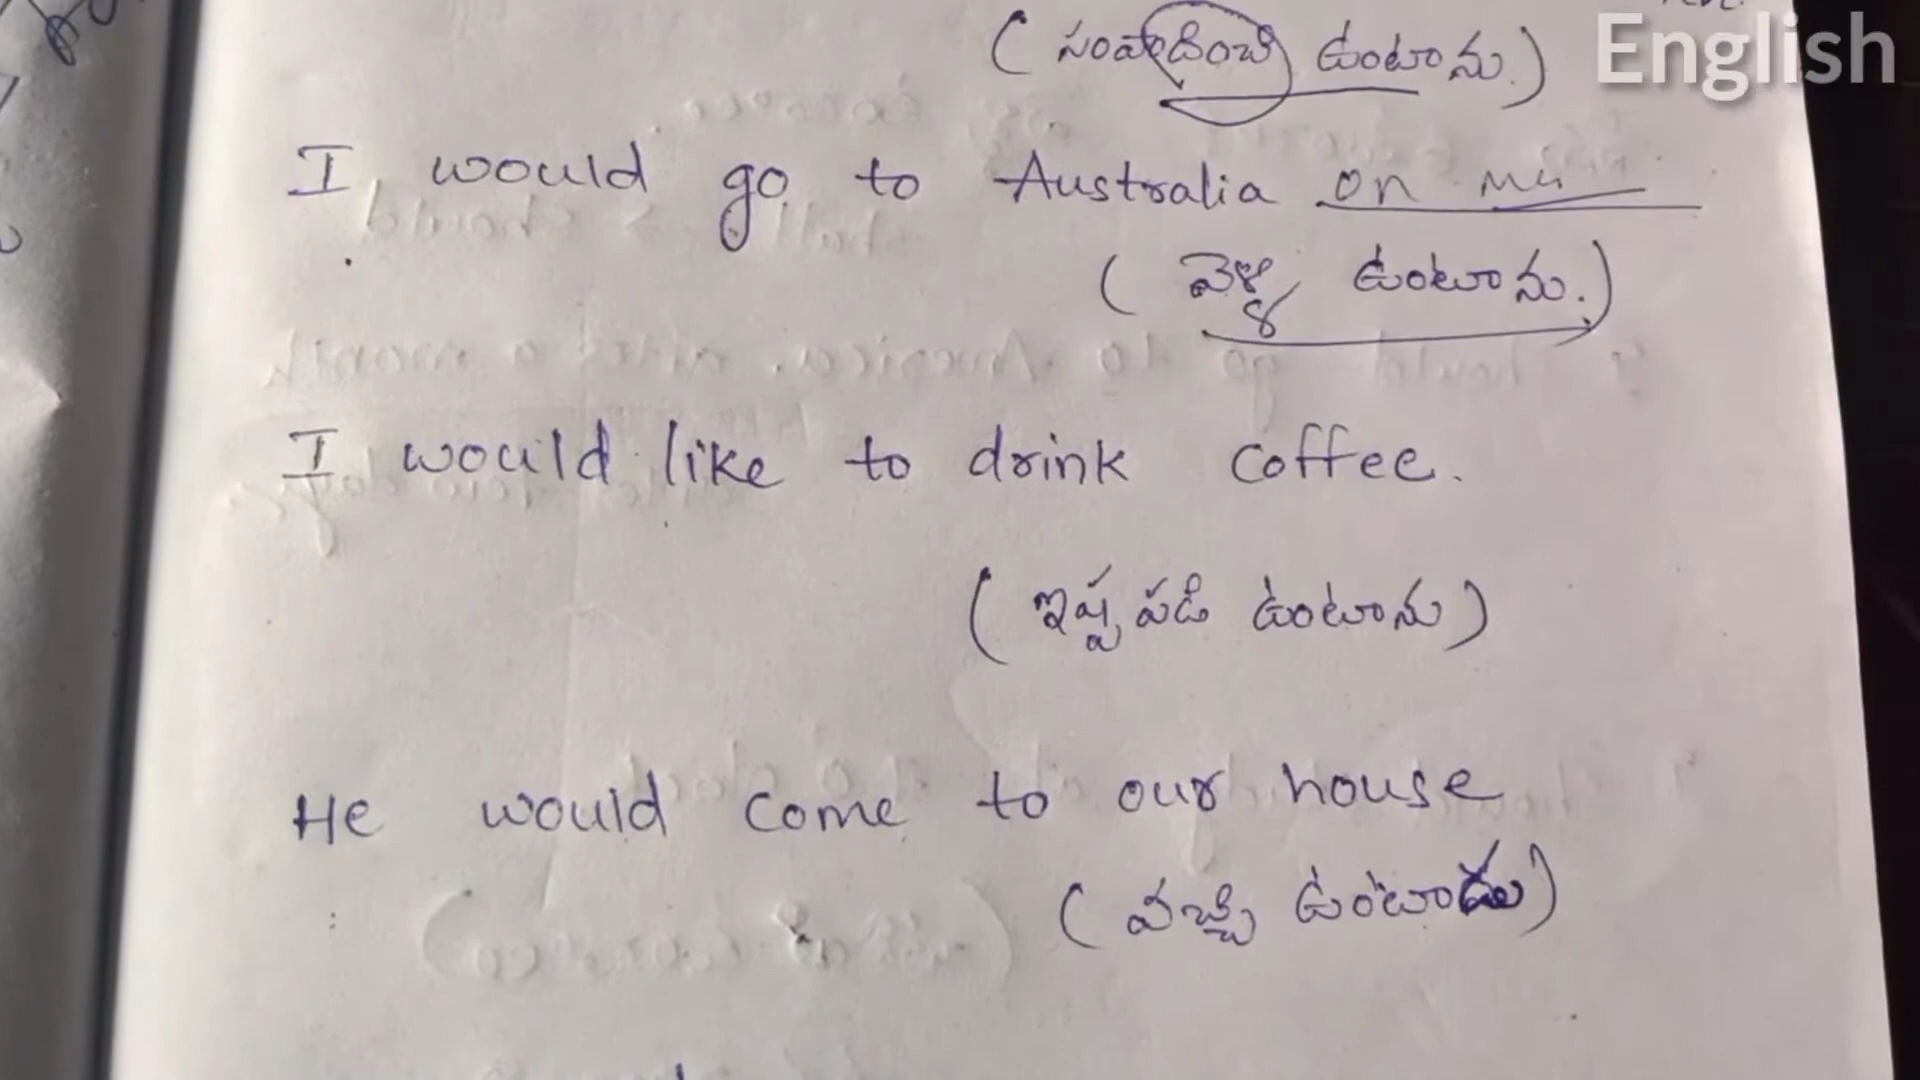 (సంపాదించి ఉంటాను.)
English
I would go to Australia on
(వెళ్ళి ఉంటాను.)
I would like to drink coffee.
(ఇష్టపడి ఉంటాను)
He would come to our house
(వచ్చి ఉంటాడు)